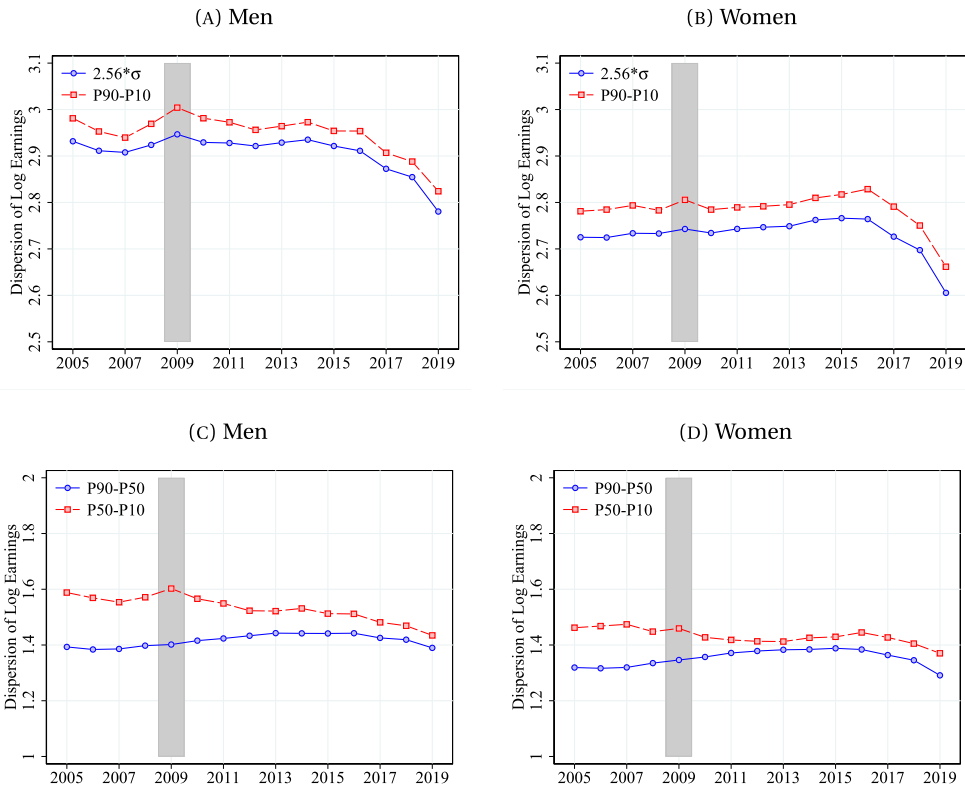 (A) Men
Dispersion of Log Earnings
3.1
3
2.9
2.8
2.7
2.6
2.5
2.56*σ
P90-P10
2005 2007 2009 2011 2013 2015 2017 2019
(B) Women
Dispersion of Log Earnings
3.1
3
2.9
2.8
2.7
2.6
2.5
2.56*σ
P90-P10
2005 2007 2009 2011 2013 2015 2017 2019
(C) Men
Dispersion of Log Earnings
2
1.8
1.6
1.4
1.2
1
P90-P50
P50-P10
2005 2007 2009 2011 2013 2015 2017 2019
(D) Women
Dispersion of Log Earnings
2
1.8
1.6
1.4
1.2
1
P90-P50
P50-P10
2005 2007 2009 2011 2013 2015 2017 2019